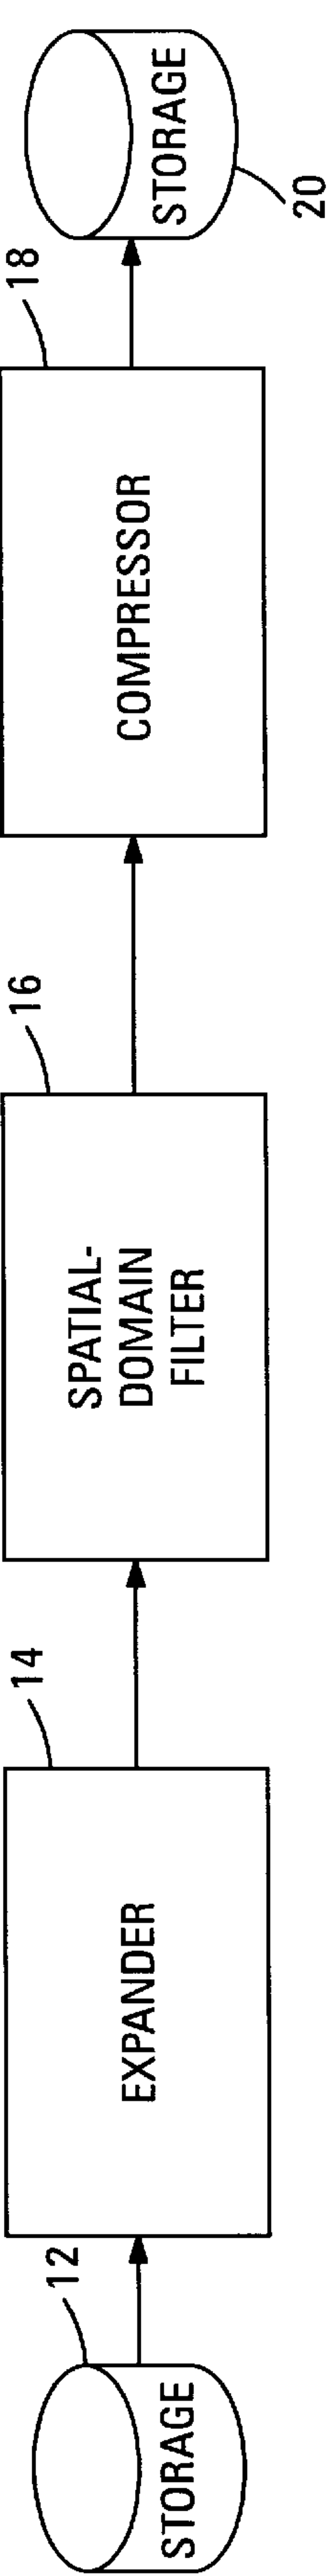 12
STORAGE
14
EXPANDER
16
SPATIAL-
DOMAIN
FILTER
18
COMPRESSOR
STORAGE
20